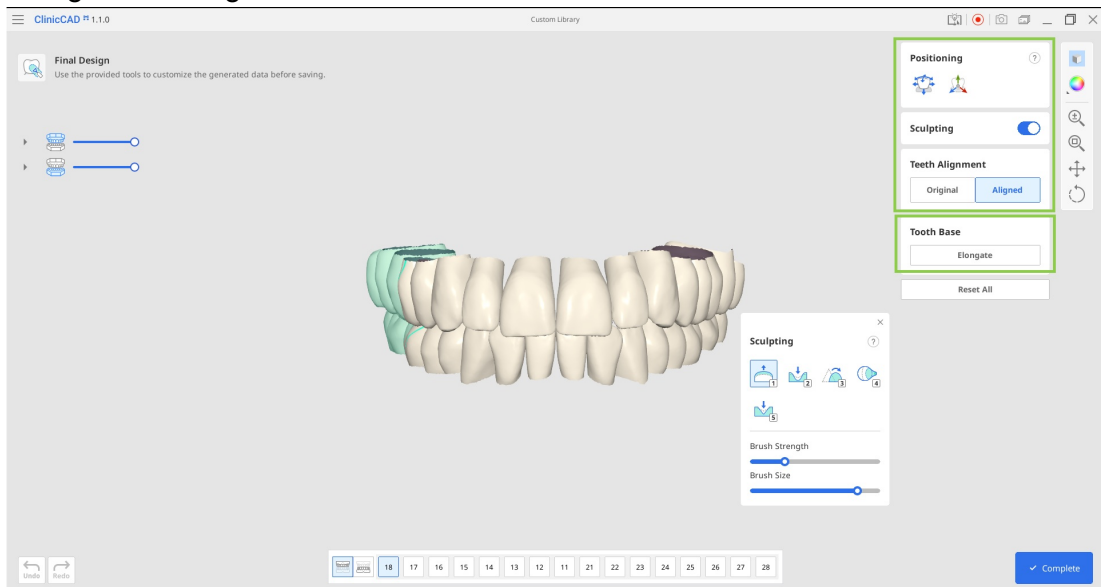 ClinicCAD 1.1.0
Custom Library
Final Design
Use the provided tools to customize the generated data before saving.
Positioning
?
Sculpting
Teeth Alignment
Original Aligned
Tooth Base
Elongate
Reset All
Sculpting
?
1 2 3 4
5
Brush Strength
Brush Size
Undo Redo
18 17 16 15 14 13 12 11 21 22 23 24 25 26 27 28
Complete